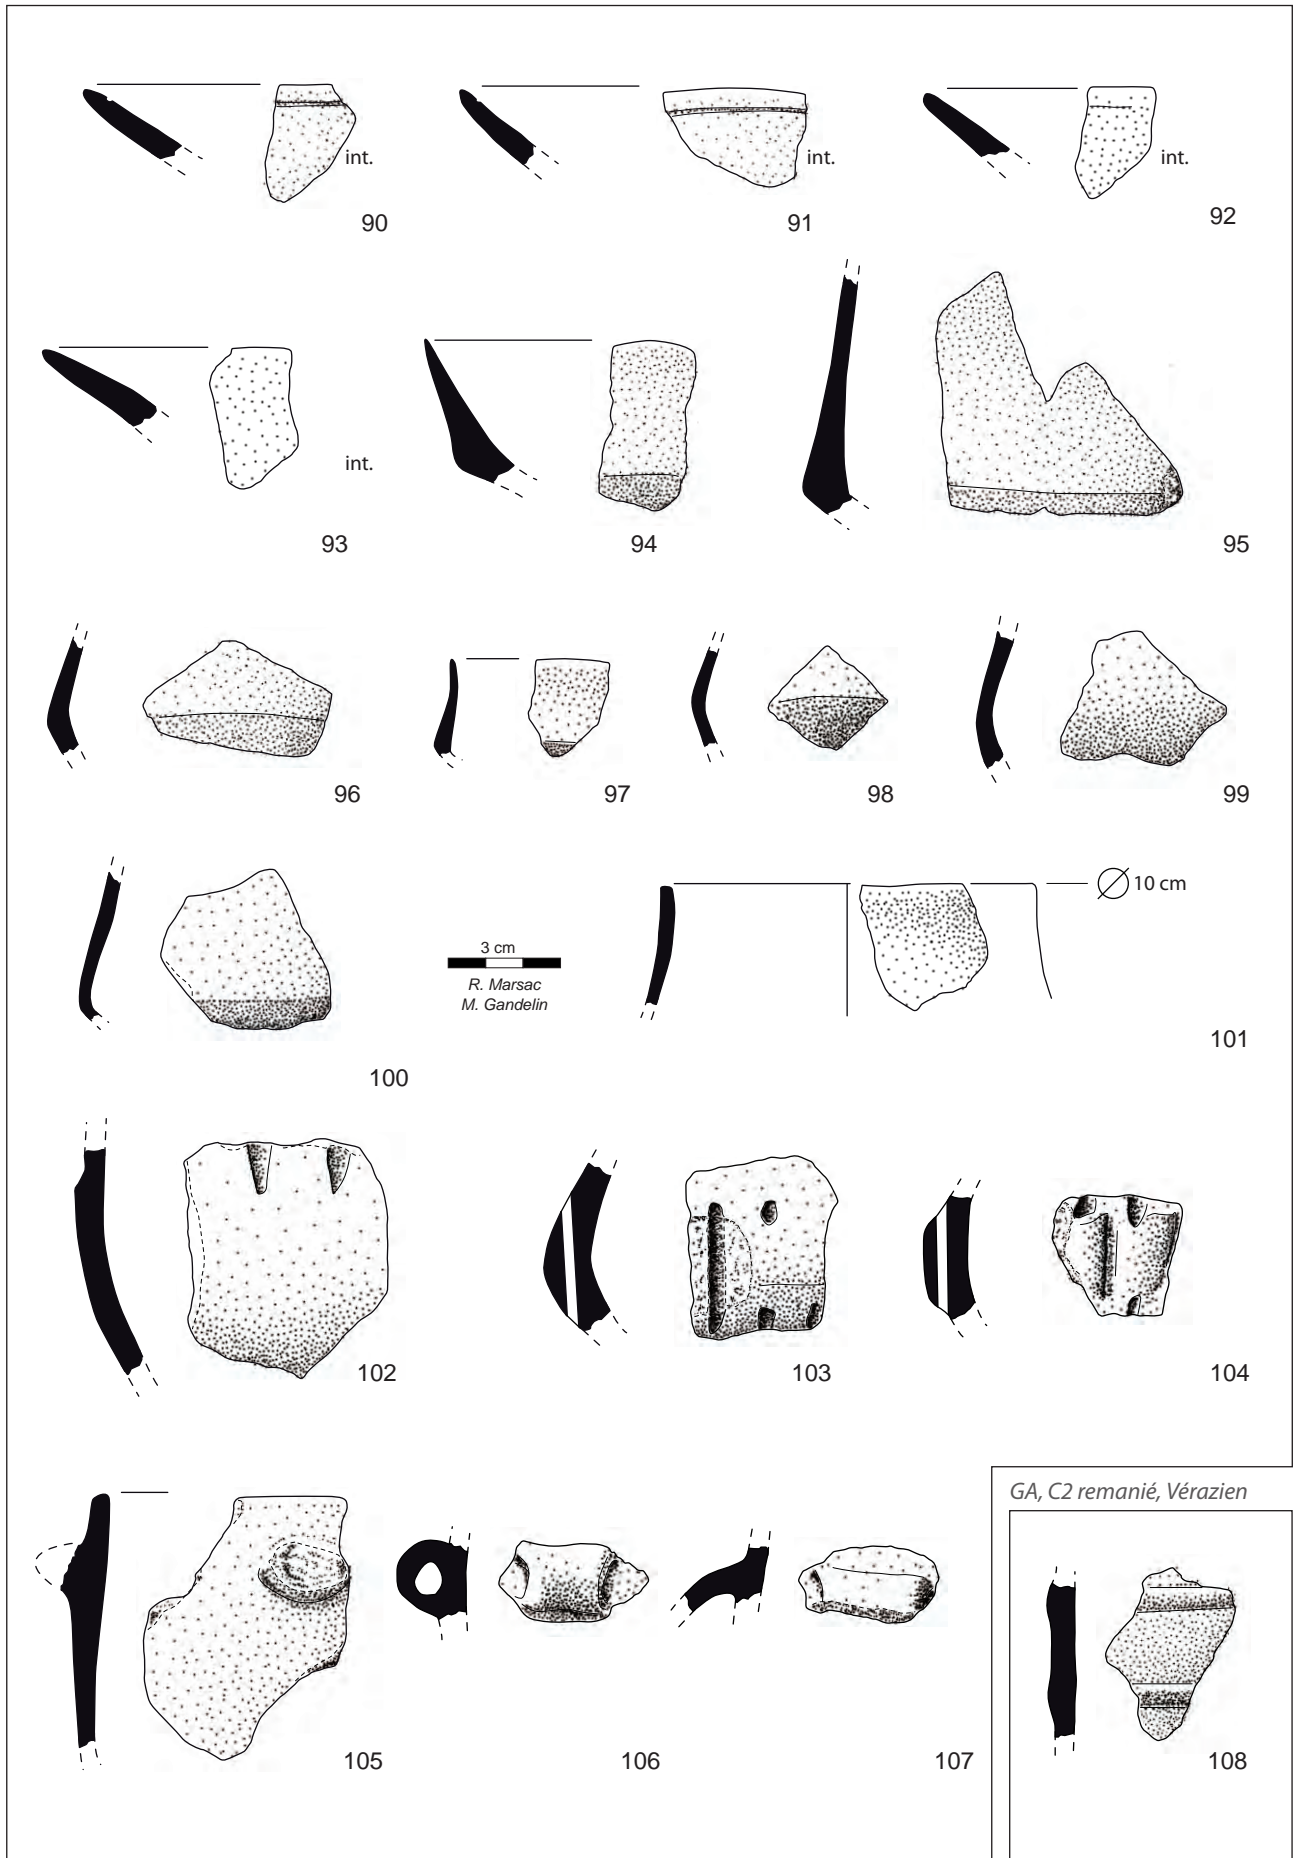 int.
90
int.
91
int.
92
int.
93
94
95
96
97
98
99
100
3 cm
R. Marsac
M. Gandelin
10 cm
101
102
103
104
105
106
107
GA, C2 remanié, Vérazien
108